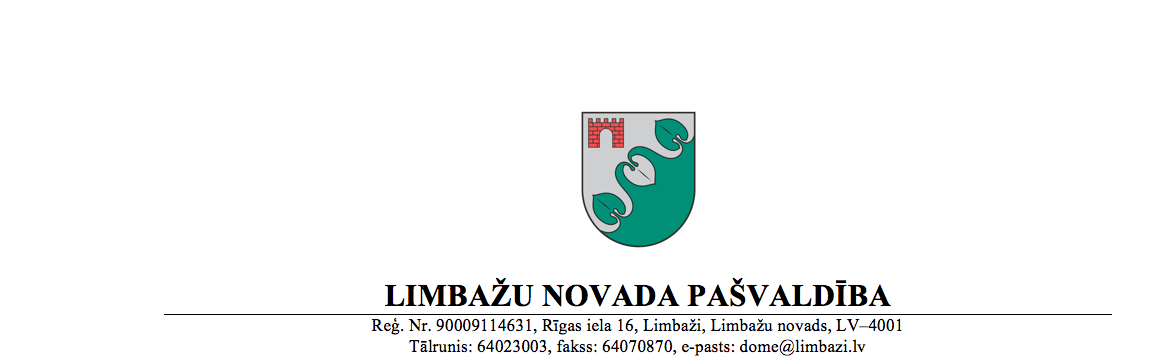 LIMBAŽU NOVADA PAŠVALDĪBA
Reģ. Nr. 90009114631, Rīgas iela 16, Limbaži, Limbažu novads, LV–4001
Tālrunis: 64023003, fakss: 64070870, e-pasts: dome@limbazi.lv